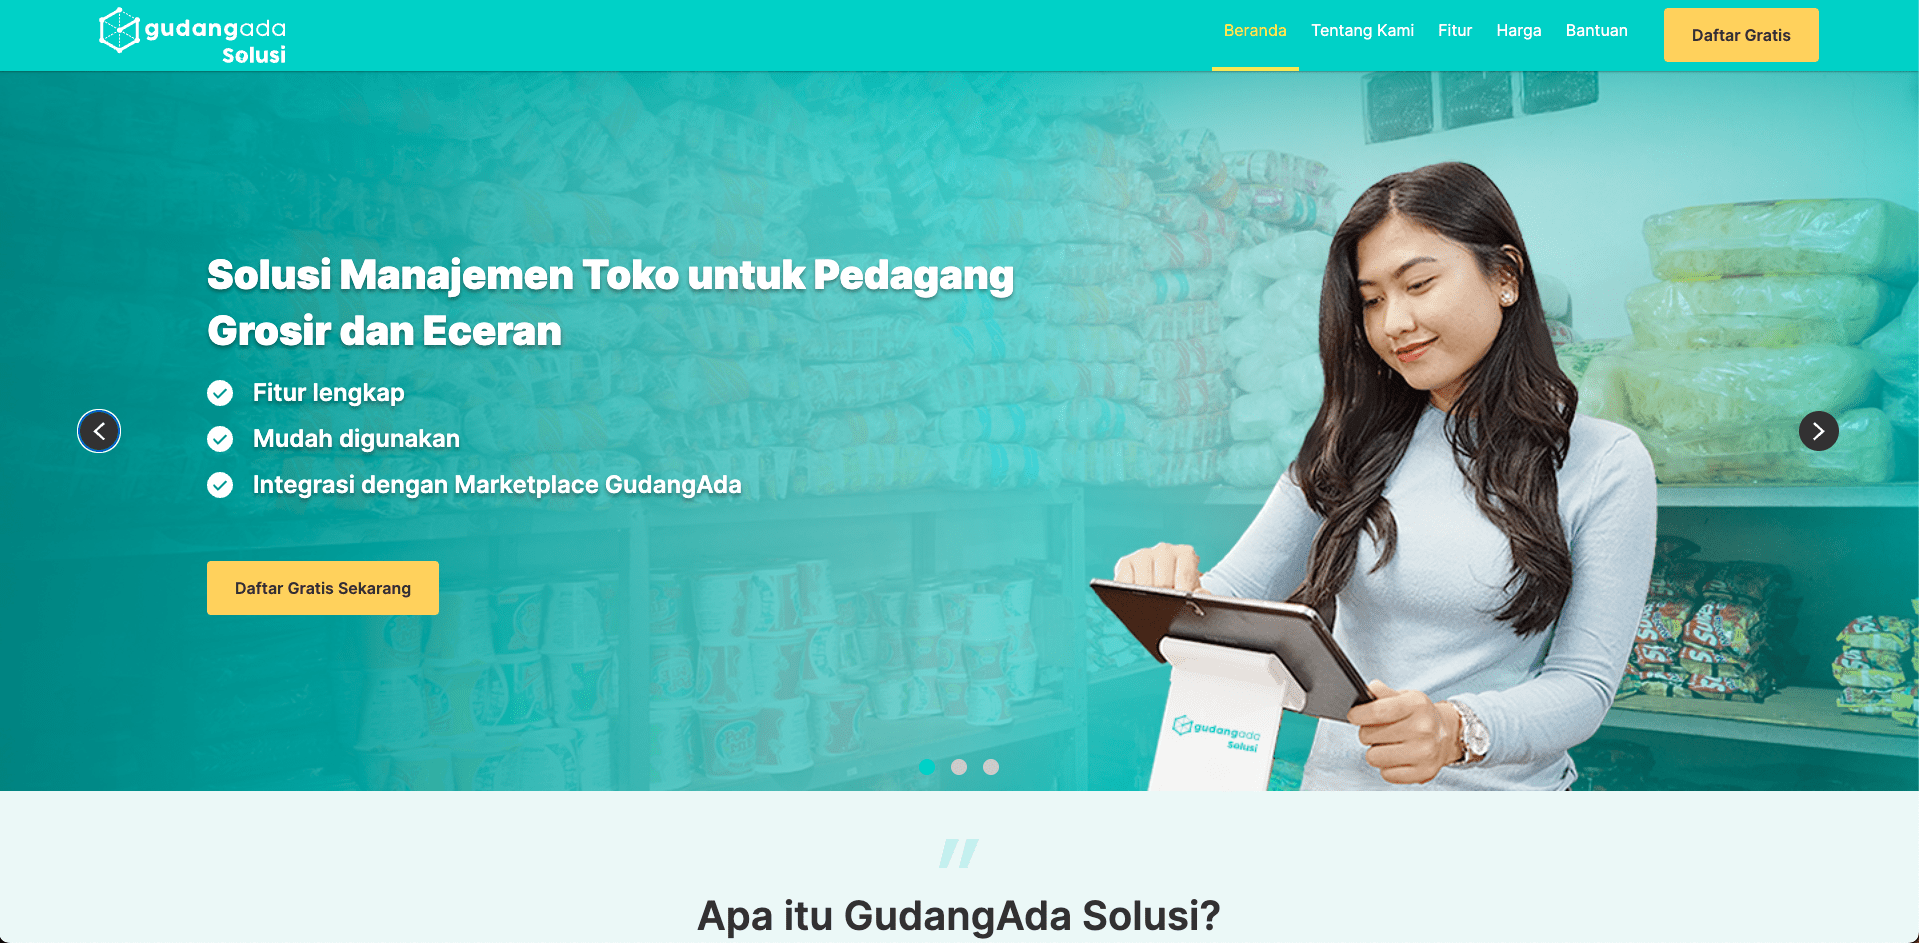 gudangada
Solusi
Beranda
Tentang Kami
Fitur
Harga
Bantuan
Daftar Gratis
Solusi Manajemen Toko untuk Pedagang
Grosir dan Eceran
Fitur lengkap
Mudah digunakan
Integrasi dengan Marketplace GudangAda
Daftar Gratis Sekarang
gudangada
Solusi
Apa itu GudangAda Solusi?